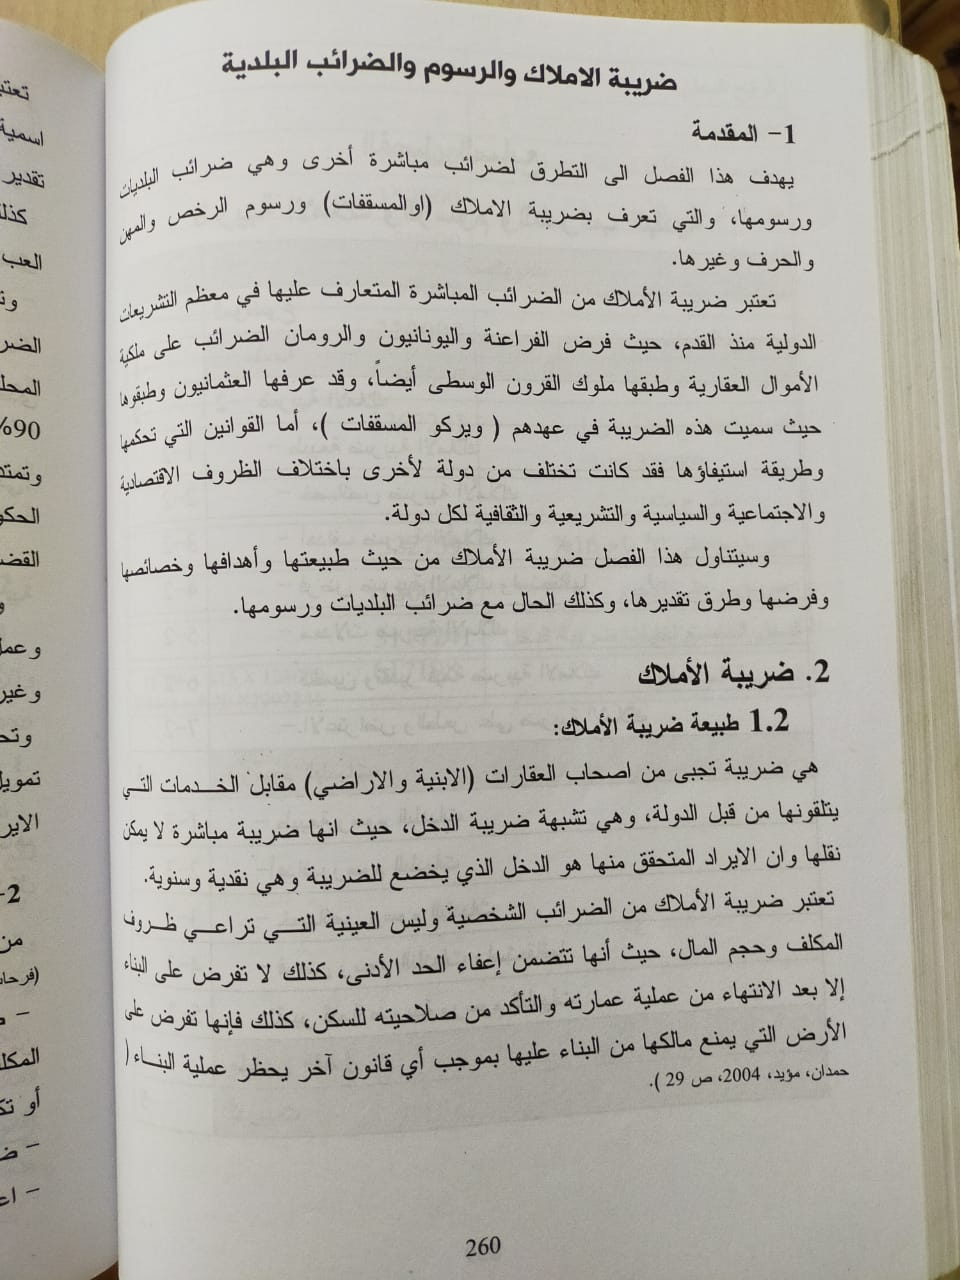 ضريبة الاملاك والرسوم والضرائب البلدية
1- المقدمة
يهدف هذا الفصل الى التطرق لضرائب مباشرة أخرى وهي ضرائب البلديات
ورسومها، والتي تعرف بضريبة الاملاك (اوالمسقفات) ورسوم الرخص والمهن
والحرف وغيرها.
تعتبر ضريبة الأملاك من الضرائب المباشرة المتعارف عليها في معظم التشريعات
الدولية منذ القدم، حيث فرض الفراعنة واليونانيون والرومان الضرائب على ملكية
الأموال العقارية وطبقها ملوك القرون الوسطى أيضاً، وقد عرفها العثمانيون وطبقوها
حيث سميت هذه الضريبة في عهدهم ( ويركو المسقفات )، أما القوانين التي تحكمها
وطريقة استيفاؤها فقد كانت تختلف من دولة لأخرى باختلاف الظروف الاقتصادية
والاجتماعية والسياسية والتشريعية والثقافية لكل دولة.
وسيتناول هذا الفصل ضريبة الأملاك من حيث طبيعتها وأهدافها وخصائصها
وفرضها وطرق تقديرها، وكذلك الحال مع ضرائب البلديات ورسومها.
2. ضريبة الأملاك
1.2 طبيعة ضريبة الأملاك:
هي ضريبة تجبى من اصحاب العقارات (الابنية والاراضي) مقابل الخدمات التي
يتلقونها من قبل الدولة، وهي تشبهة ضريبة الدخل، حيث انها ضريبة مباشرة لا يمكن
نقلها وان الايراد المتحقق منها هو الدخل الذي يخضع للضريبة وهي نقدية وسنوية.
تعتبر ضريبة الأملاك من الضرائب الشخصية وليس العينية التي تراعي ظروف
المكلف وحجم المال، حيث أنها تتضمن إعفاء الحد الأدنى، كذلك لا تفرض على البناء
إلا بعد الانتهاء من عملية عمارته والتأكد من صلاحيته للسكن، كذلك فإنها تفرض على
الأرض التي يمنع مالكها من البناء عليها بموجب أي قانون آخر يحظر عملية البناء (
حمدان، مؤيد، 2004، ص 29 ).
260